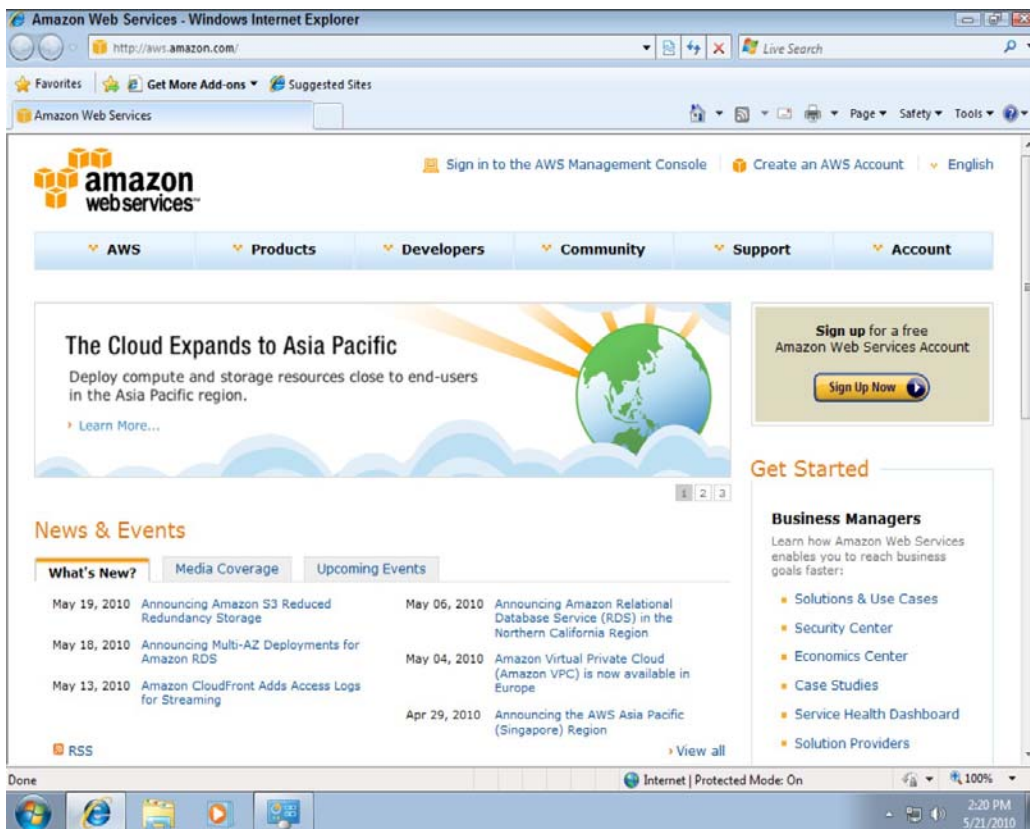 Amazon Web Services - Windows Internet Explorer
http://aws.amazon.com/
Live Search
Favorites Get More Add-ons Suggested Sites
Amazon Web Services
Page Safety Tools
amazon
webservices™
Sign in to the AWS Management Console Create an AWS Account English
AWS Products Developers Community Support Account
The Cloud Expands to Asia Pacific
Deploy compute and storage resources close to end-users
in the Asia Pacific region.
Learn More...
1 2 3
Sign up for a free
Amazon Web Services Account
Sign Up Now
News & Events
What's New? Media Coverage Upcoming Events
May 19, 2010 Announcing Amazon S3 Reduced
Redundancy Storage
May 18, 2010 Announcing Multi-AZ Deployments for
Amazon RDS
May 13, 2010 Amazon CloudFront Adds Access Logs
for Streaming
RSS
May 06, 2010 Announcing Amazon Relational
Database Service (RDS) in the
Northern California Region
May 04, 2010 Amazon Virtual Private Cloud
(Amazon VPC) is now available in
Europe
Apr 29, 2010 Announcing the AWS Asia Pacific
(Singapore) Region
View all
Get Started
Business Managers
Learn how Amazon Web Services
enables you to reach business
goals faster:
Solutions & Use Cases
Security Center
Economics Center
Case Studies
Service Health Dashboard
Solution Providers
Done
Internet | Protected Mode: On
100%
2:20 PM
5/21/2010